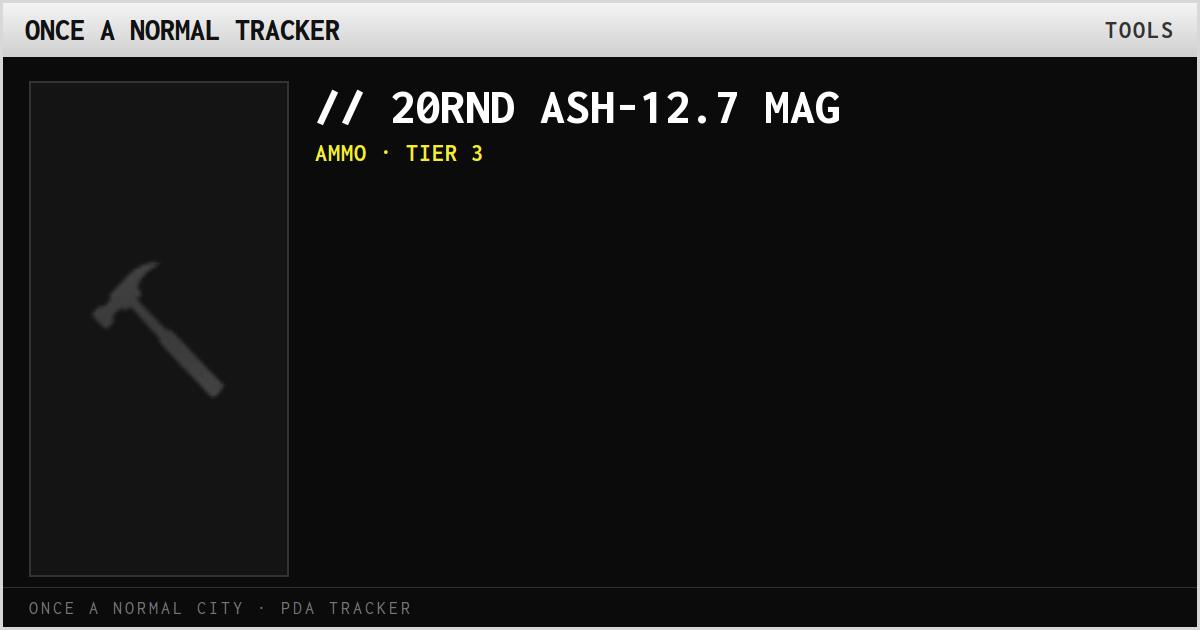 ONCE A NORMAL TRACKER
TOOLS
// 20RND ASH-12.7 MAG
AMMO · TIER 3
ONCE A NORMAL CITY · PDA TRACKER